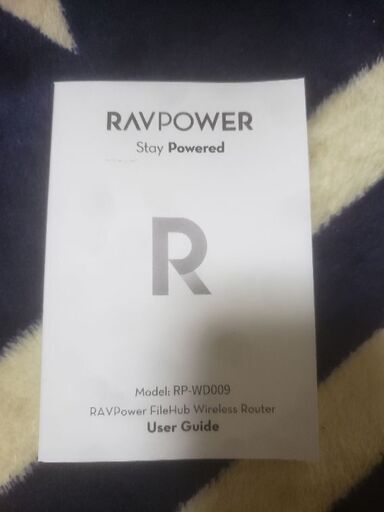 RAVPOWER
Stay Powered
R
Model: RP-WD009
RAVPower FileHub Wireless Router
User Guide